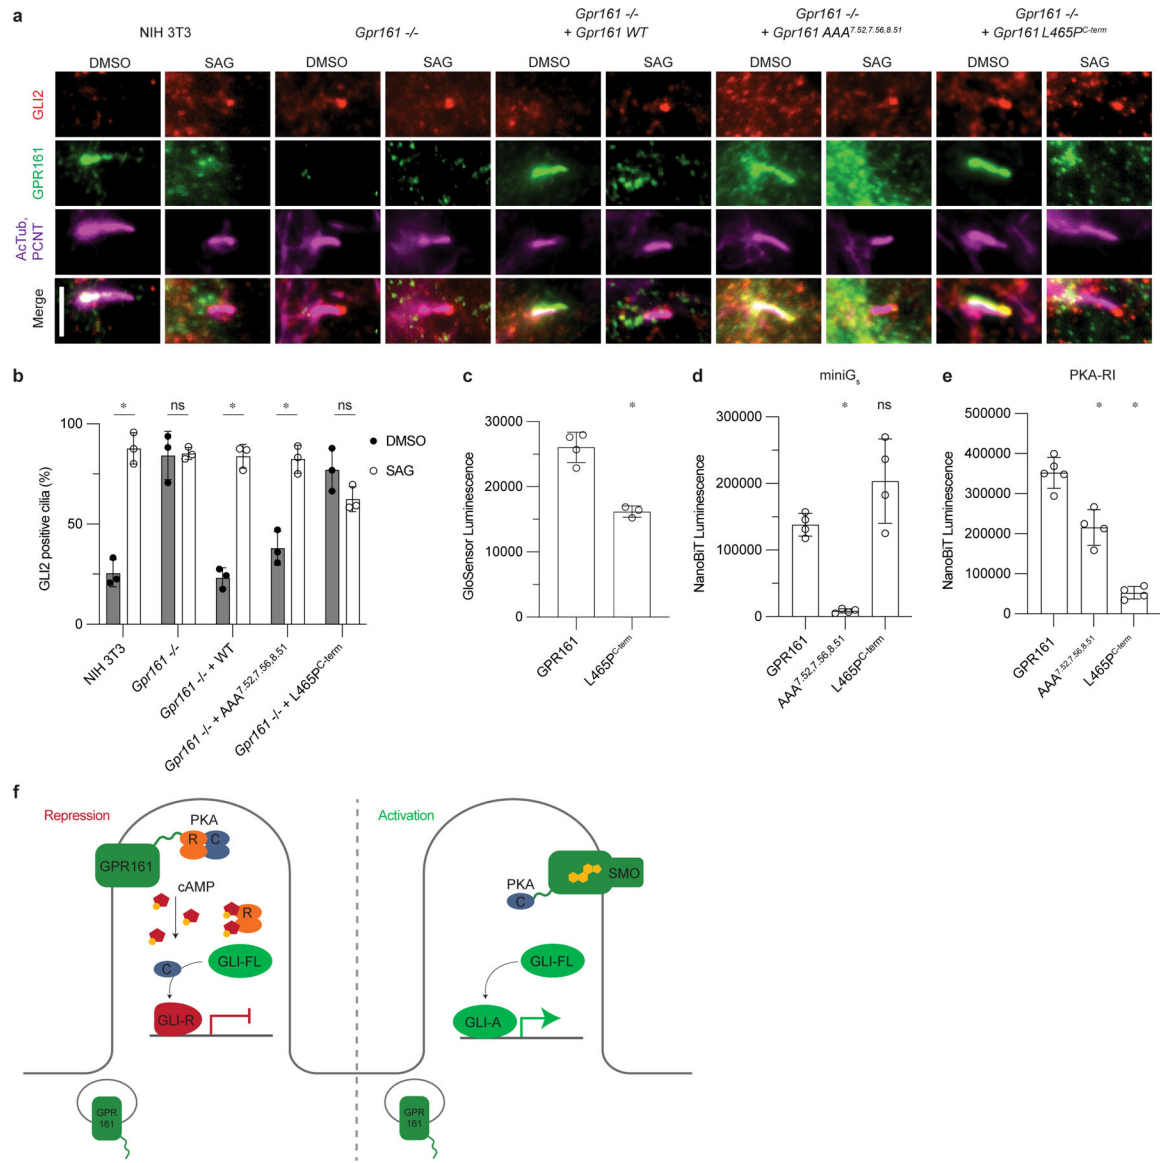 a
NIH 3T3
Gpr161 -/-
Gpr161 -/-
+ Gpr161 WT
Gpr161 -/-
+ Gpr161 AAA7.52,7.56,8.51
Gpr161 -/-
+ Gpr161 L465PC-term
DMSO SAG DMSO SAG DMSO SAG DMSO SAG DMSO SAG
GLI2
GPR161
AcTub,
PCNT
Merge
b
GLI2 positive cilia (%)
100
50
0
* ns * * ns
DMSO
SAG
NIH 3T3
Gpr161 -/-
Gpr161 -/- + WT
Gpr161 -/- + AAA7.52,7.56,8.51
Gpr161 -/- + L465PC-term
c
GloSensor Luminescence
30000
20000
10000
0
*
GPR161
L465PC-term
d
miniGs
NanoBiT Luminescence
300000
200000
100000
0
* ns
GPR161
AAA7.52,7.56,8.51
L465PC-term
e
PKA-RI
NanoBiT Luminescence
500000
400000
300000
200000
100000
0
* *
GPR161
AAA7.52,7.56,8.51
L465PC-term
f
Repression
PKA
R C
GPR161
cAMP
R
C
GLI-FL
GLI-R
GPR
161
Activation
SMO
PKA
C
GLI-FL
GLI-A
GPR
161